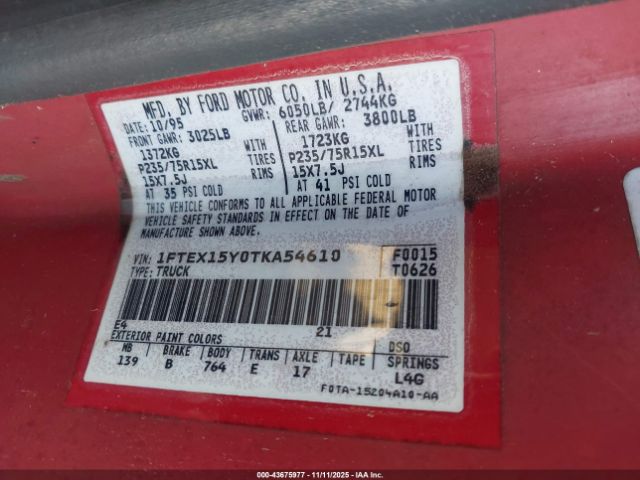 MFD. BY FORD MOTOR CO. IN U.S.A.
DATE: 10/95 GVWR: 6050LB/ 2744KG
FRONT GAWR: 3025LB REAR GAWR: 3800LB
1372KG WITH 1723KG WITH
P235/75R15XL TIRES P235/75R15XL TIRES
15X7.5J RIMS 15X7.5J RIMS
AT 35 PSI COLD AT 41 PSI COLD
THIS VEHICLE CONFORMS TO ALL APPLICABLE FEDERAL MOTOR
VEHICLE SAFETY STANDARDS IN EFFECT ON THE DATE OF
MANUFACTURE SHOWN ABOVE.
VIN: 1FTEX15Y0TKA54610 F0015
TYPE: TRUCK T0626
E4 21
EXTERIOR PAINT COLORS DSO
WB BRAKE BODY TRANS AXLE TAPE SPRINGS
139 B 764 E 17 L4G
F0TA-15204A10-AA
© IAAI 43675977 - 11/11/2025 - IAAI.COM